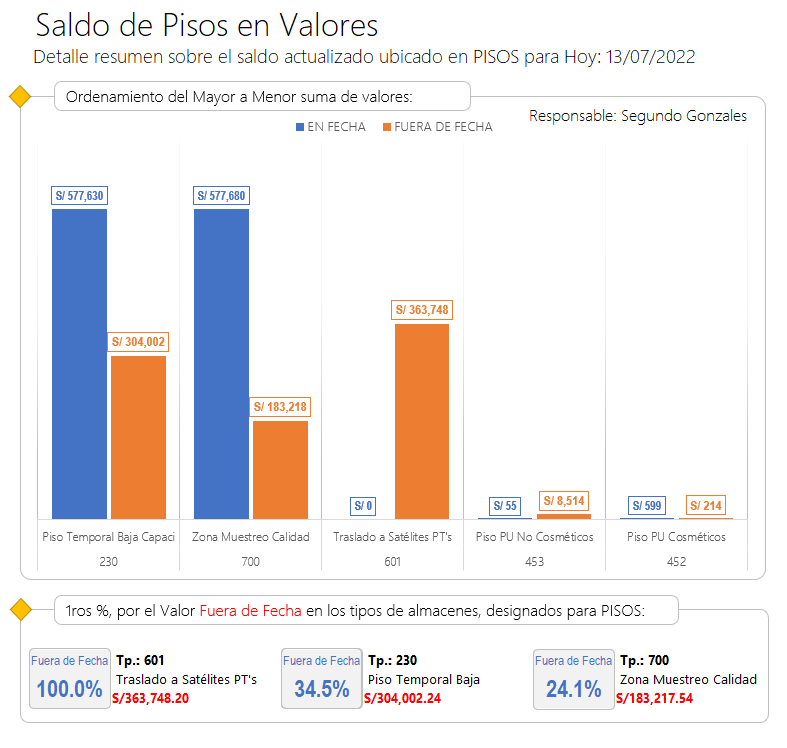 Saldo de Pisos en Valores
Detalle resumen sobre el saldo actualizado ubicado en PISOS para Hoy: 13/07/2022
Ordenamiento del Mayor a Menor suma de valores:
Responsable: Segundo Gonzales
EN FECHA FUERA DE FECHA
S/ 577,630 S/ 577,680
S/ 363,748
S/ 304,002
S/ 183,218
S/ 0 S/ 55 S/ 8,514 S/ 599 S/ 214
Piso Temporal Baja Capaci Zona Muestreo Calidad Traslado a Satélites PT's Piso PU No Cosméticos Piso PU Cosméticos
230 700 601 453 452
1ros %, por el Valor Fuera de Fecha en los tipos de almacenes, designados para PISOS:
Fuera de Fecha
100.0%
Tp.: 601
Traslado a Satélites PT's
S/363,748.20
Fuera de Fecha
34.5%
Tp.: 230
Piso Temporal Baja
S/304,002.24
Fuera de Fecha
24.1%
Tp.: 700
Zona Muestreo Calidad
S/183,217.54